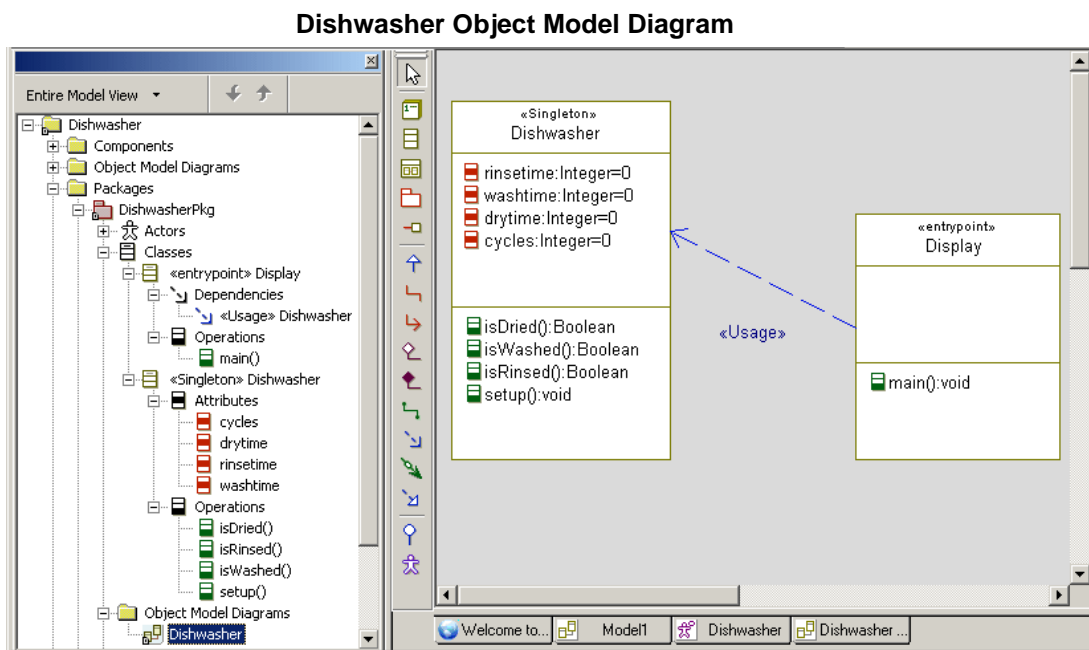 Dishwasher Object Model Diagram
Entire Model View
Dishwasher
Components
Object Model Diagrams
Packages
DishwasherPkg
Actors
Classes
«entrypoint» Display
Dependencies
«Usage» Dishwasher
Operations
main()
«Singleton» Dishwasher
Attributes
cycles
drytime
rinsetime
washtime
Operations
isDried()
isRinsed()
isWashed()
setup()
Object Model Diagrams
Dishwasher
«Singleton»
Dishwasher
rinsetime:Integer=0
washtime:Integer=0
drytime:Integer=0
cycles:Integer=0
isDried():Boolean
isWashed():Boolean
isRinsed():Boolean
setup():void
«Usage»
«entrypoint»
Display
main():void
Welcome to... Model1 Dishwasher Dishwasher ...